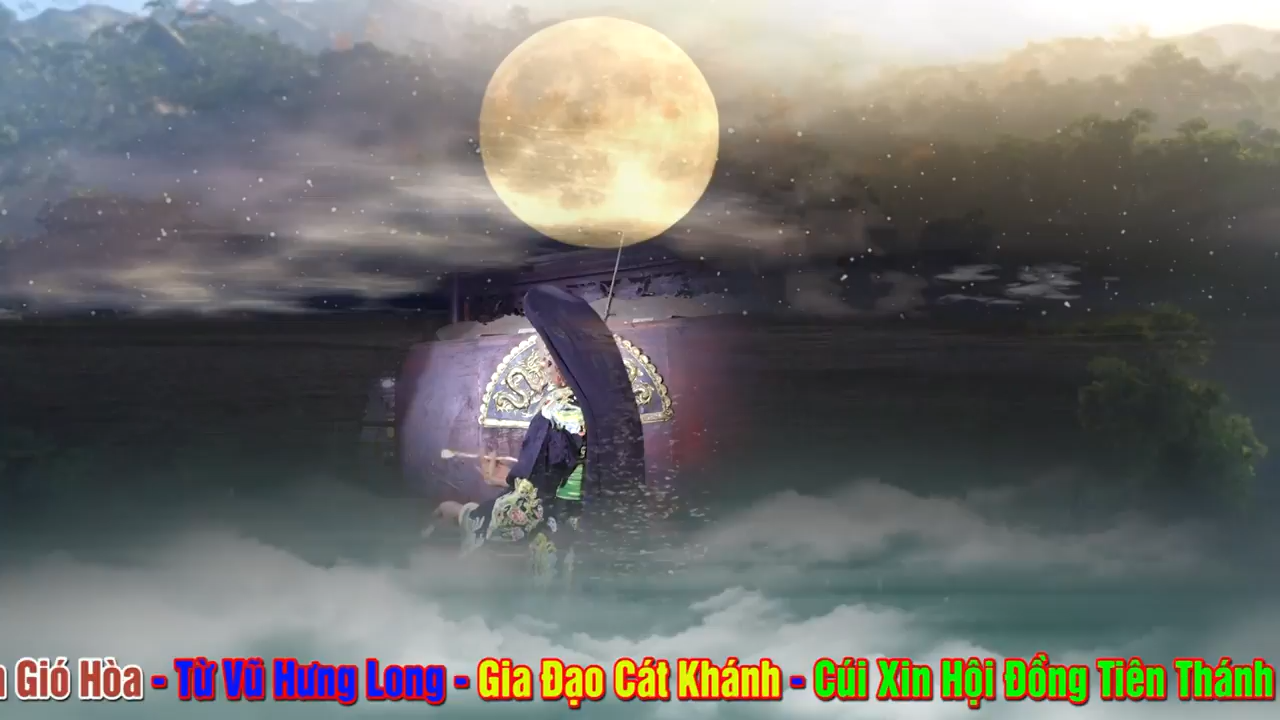 Gió Hòa - Từ Vũ Hưng Long - Gia Đạo Cát Khánh - Cúi Xin Hội Đồng Tiên Thánh